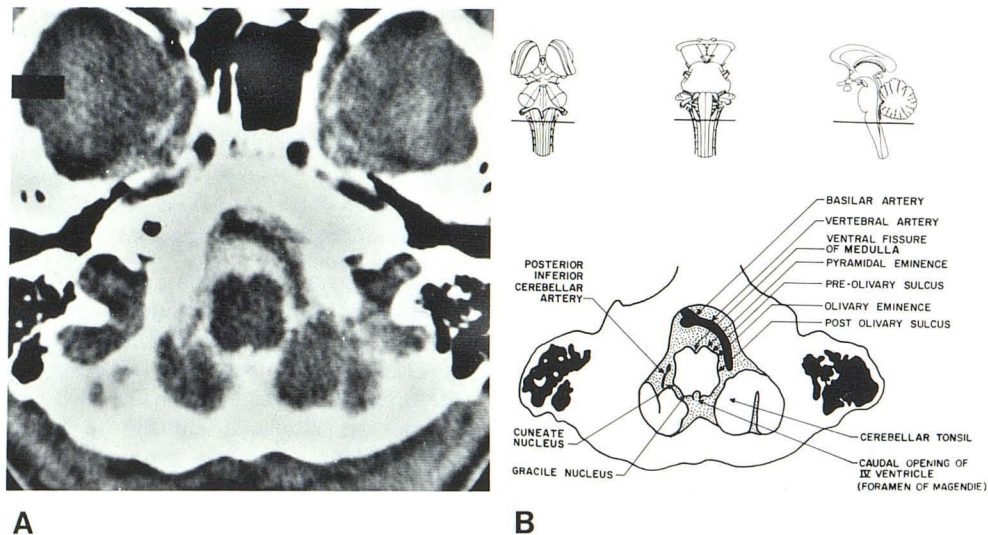 BASILAR ARTERY
VERTEBRAL ARTERY
VENTRAL FISSURE
OF MEDULLA
PYRAMIDAL EMINENCE
PRE-OLIVARY SULCUS
OLIVARY EMINENCE
POST OLIVARY SULCUS
POSTERIOR
INFERIOR
CEREBELLAR
ARTERY
CUNEATE
NUCLEUS
GRACILE NUCLEUS
CEREBELLAR TONSIL
CAUDAL OPENING OF
IV VENTRICLE
(FORAMEN OF MAGENDIE)
A
B